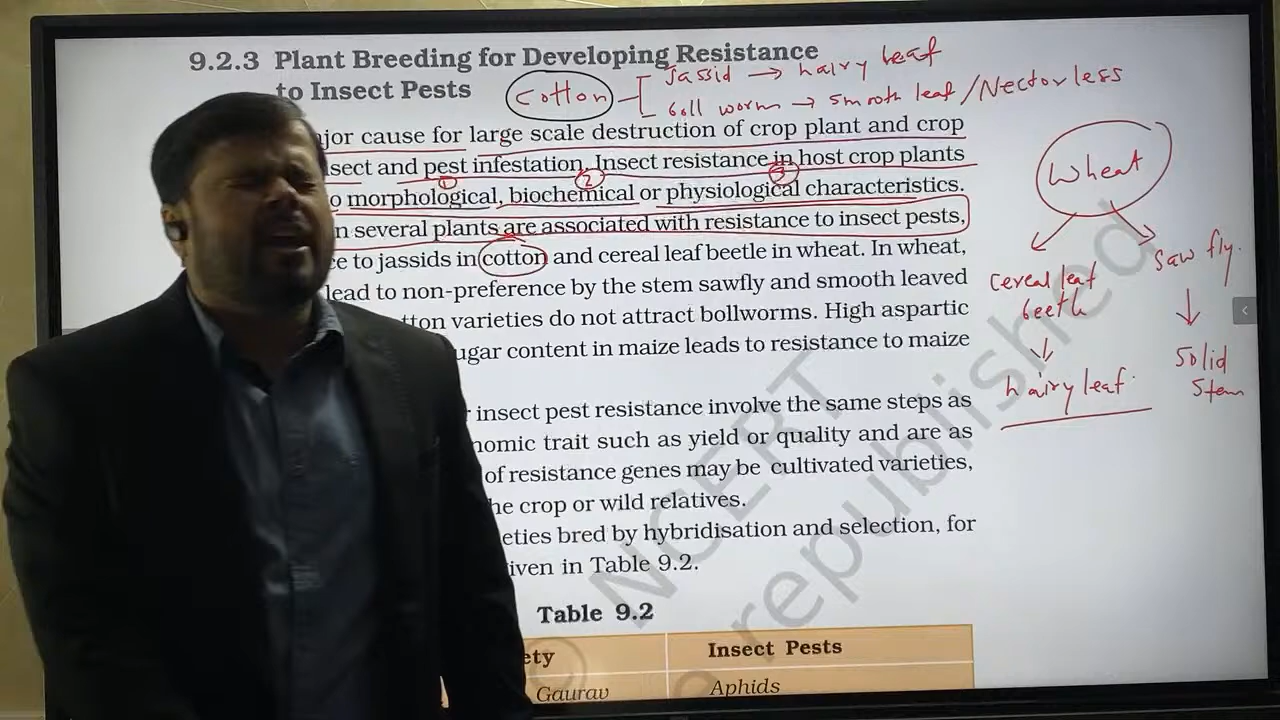 9.2.3 Plant Breeding for Developing Resistance
to Insect Pests
Cotton
Jassid → hairy leaf
boll worm → smooth leaf/Nectorless
jor cause for large scale destruction of crop plant and crop
sect and pest infestation. Insect resistance in host crop plants
1 2 3
o morphological, biochemical or physiological characteristics.
n several plants are associated with resistance to insect pests,
ce to jassids in cotton and cereal leaf beetle in wheat. In wheat,
lead to non-preference by the stem sawfly and smooth leaved
tton varieties do not attract bollworms. High aspartic
ugar content in maize leads to resistance to maize
r insect pest resistance involve the same steps as
nomic trait such as yield or quality and are as
of resistance genes may be cultivated varieties,
he crop or wild relatives.
eties bred by hybridisation and selection, for
iven in Table 9.2.
Table 9.2
ety Insect Pests
Gaurav Aphids
Wheat
Cereal leaf
beetle
↓
hairy leaf
Saw fly
↓
Solid
Stem
© NCERT
republished